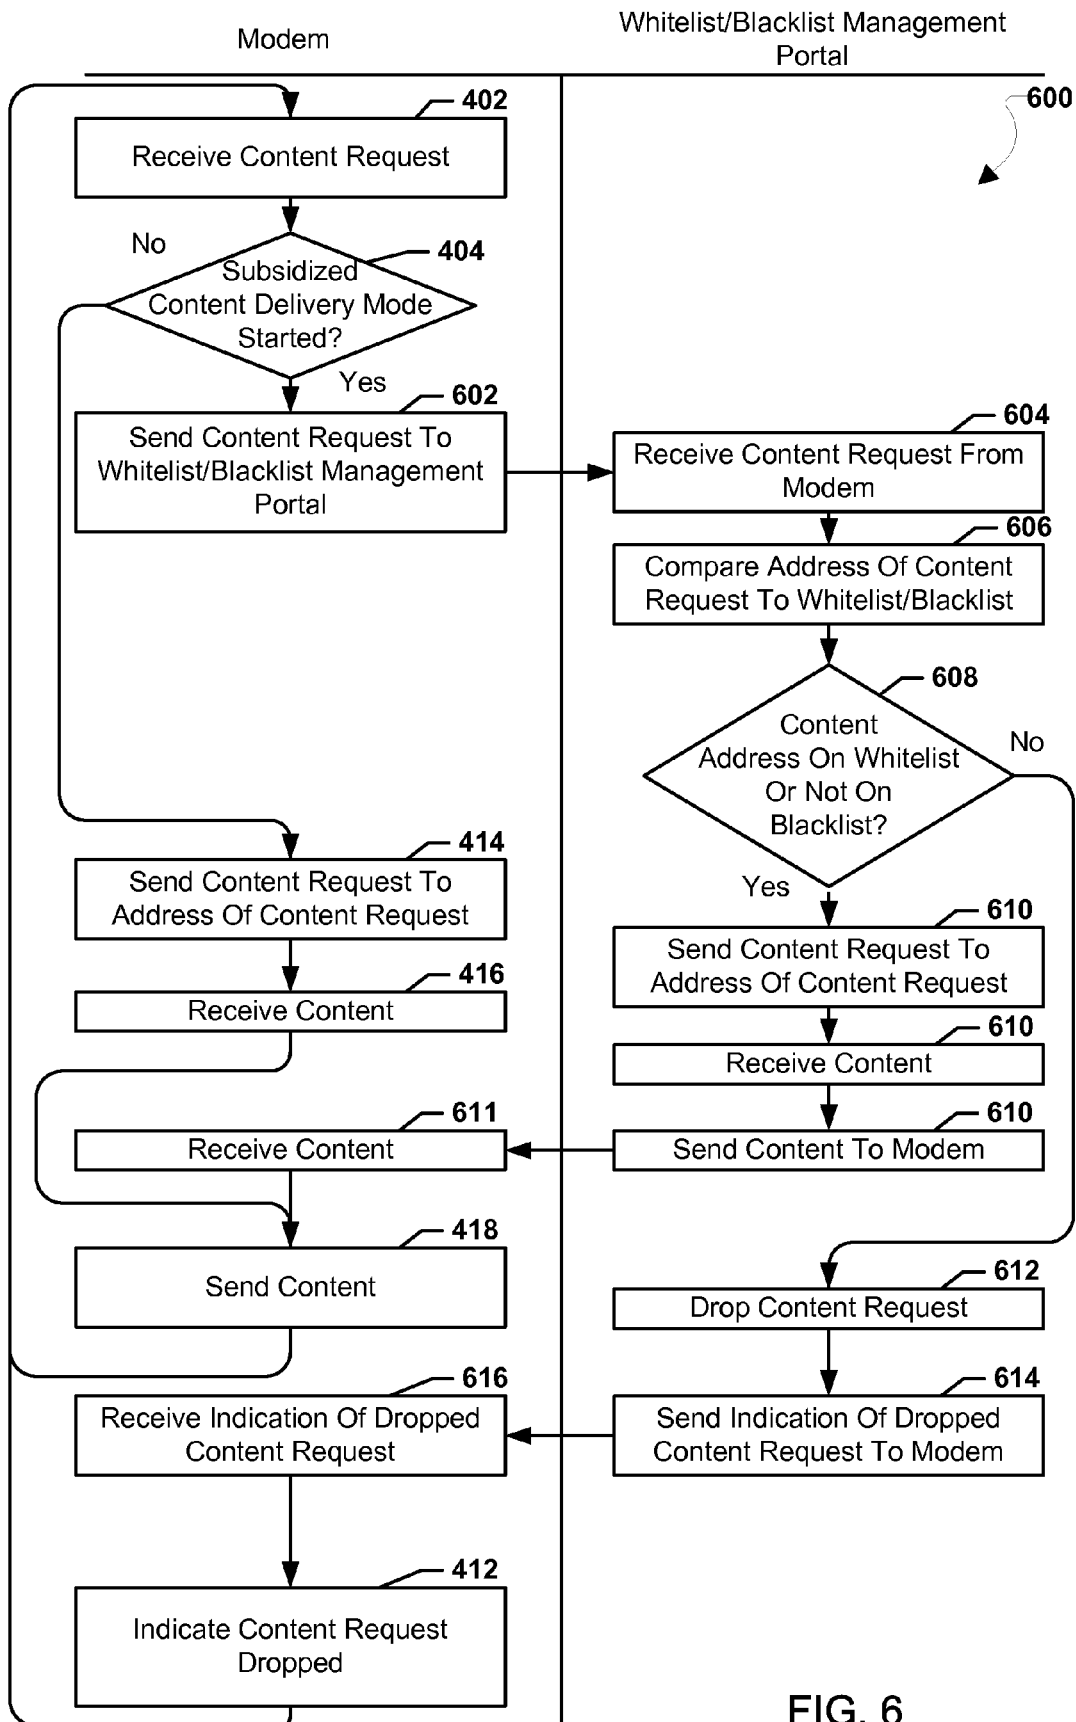 Modem
Whitelist/Blacklist Management
Portal
600
402
Receive Content Request
No
404
Subsidized
Content Delivery Mode
Started?
Yes
602
Send Content Request To
Whitelist/Blacklist Management
Portal
604
Receive Content Request From
Modem
606
Compare Address Of Content
Request To Whitelist/Blacklist
608
Content
Address On Whitelist
Or Not On
Blacklist?
No
Yes
414
Send Content Request To
Address Of Content Request
610
Send Content Request To
Address Of Content Request
416
Receive Content
610
Receive Content
611
Receive Content
610
Send Content To Modem
418
Send Content
612
Drop Content Request
616
Receive Indication Of Dropped
Content Request
614
Send Indication Of Dropped
Content Request To Modem
412
Indicate Content Request
Dropped
FIG. 6